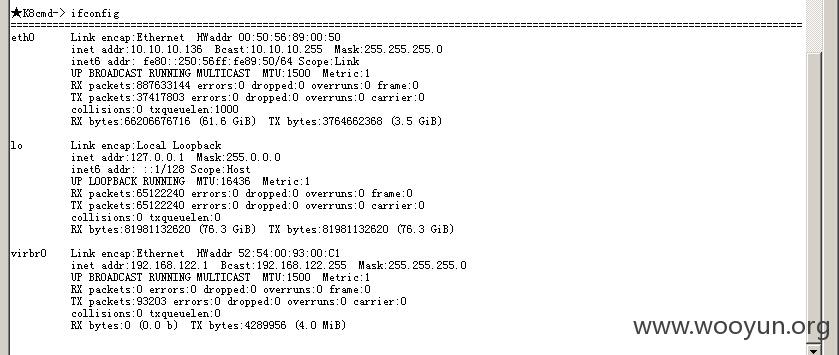 ★K8cmd-> ifconfig
================================================================================
eth0 Link encap:Ethernet HWaddr 00:50:56:89:00:50
inet addr:10.10.10.136 Bcast:10.10.10.255 Mask:255.255.255.0
inet6 addr: fe80::250:56ff:fe89:50/64 Scope:Link
UP BROADCAST RUNNING MULTICAST MTU:1500 Metric:1
RX packets:887633144 errors:0 dropped:0 overruns:0 frame:0
TX packets:37417803 errors:0 dropped:0 overruns:0 carrier:0
collisions:0 txqueuelen:1000
RX bytes:66206676716 (61.6 GiB) TX bytes:3764662368 (3.5 GiB)
lo Link encap:Local Loopback
inet addr:127.0.0.1 Mask:255.0.0.0
inet6 addr: ::1/128 Scope:Host
UP LOOPBACK RUNNING MTU:16436 Metric:1
RX packets:65122240 errors:0 dropped:0 overruns:0 frame:0
TX packets:65122240 errors:0 dropped:0 overruns:0 carrier:0
collisions:0 txqueuelen:0
RX bytes:81981132620 (76.3 GiB) TX bytes:81981132620 (76.3 GiB)
virbr0 Link encap:Ethernet HWaddr 52:54:00:93:00:C1
inet addr:192.168.122.1 Bcast:192.168.122.255 Mask:255.255.255.0
UP BROADCAST RUNNING MULTICAST MTU:1500 Metric:1
RX packets:0 errors:0 dropped:0 overruns:0 frame:0
TX packets:93203 errors:0 dropped:0 overruns:0 carrier:0
collisions:0 txqueuelen:0
RX bytes:0 (0.0 b) TX bytes:4289956 (4.0 MiB)
www.wooyun.org